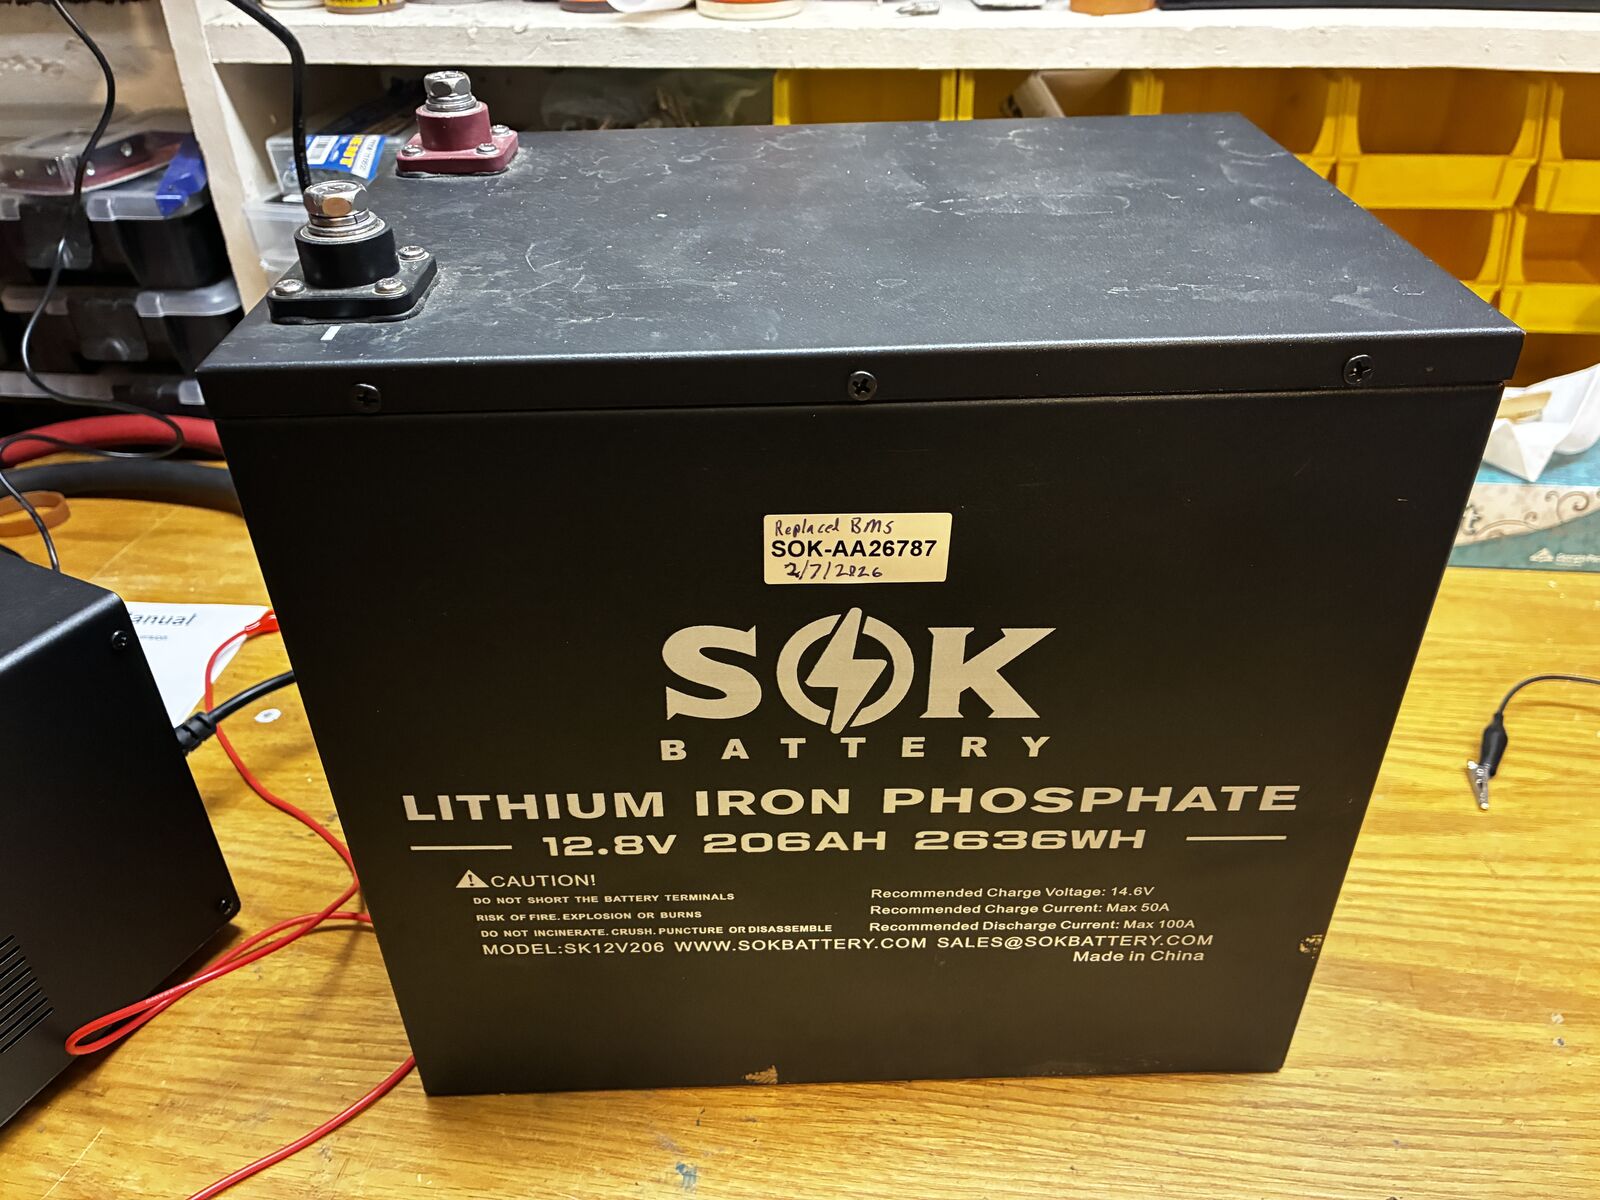 Replaced BMS
SOK-AA26787
2/7/2026
SOK
BATTERY
LITHIUM IRON PHOSPHATE
12.8V 206AH 2636WH
CAUTION!
DO NOT SHORT THE BATTERY TERMINALS
RISK OF FIRE. EXPLOSION OR BURNS
DO NOT INCINERATE. CRUSH. PUNCTURE OR DISASSEMBLE
Recommended Charge Voltage: 14.6V
Recommended Charge Current: Max 50A
Recommended Discharge Current: Max 100A
MODEL:SK12V206 WWW.SOKBATTERY.COM SALES@SOKBATTERY.COM
Made in China
anual